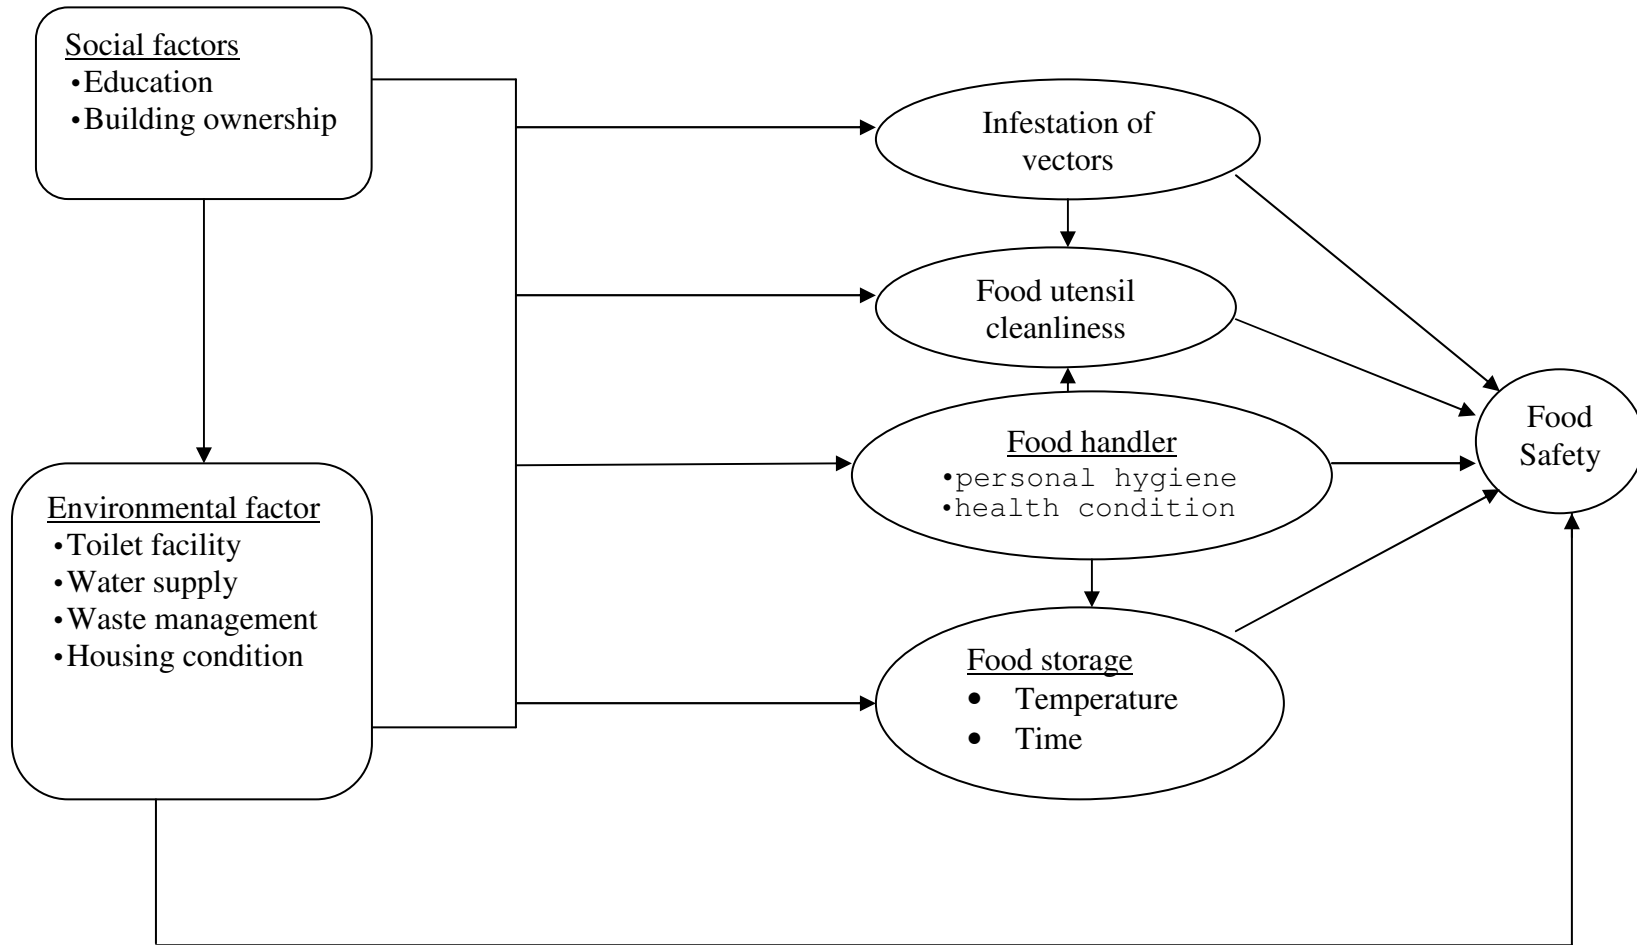 Social factors
•Education
•Building ownership
Infestation of
vectors
Food utensil
cleanliness
Food handler
•personal hygiene
•health condition
Food
Safety
Environmental factor
•Toilet facility
•Water supply
•Waste management
•Housing condition
Food storage
• Temperature
• Time